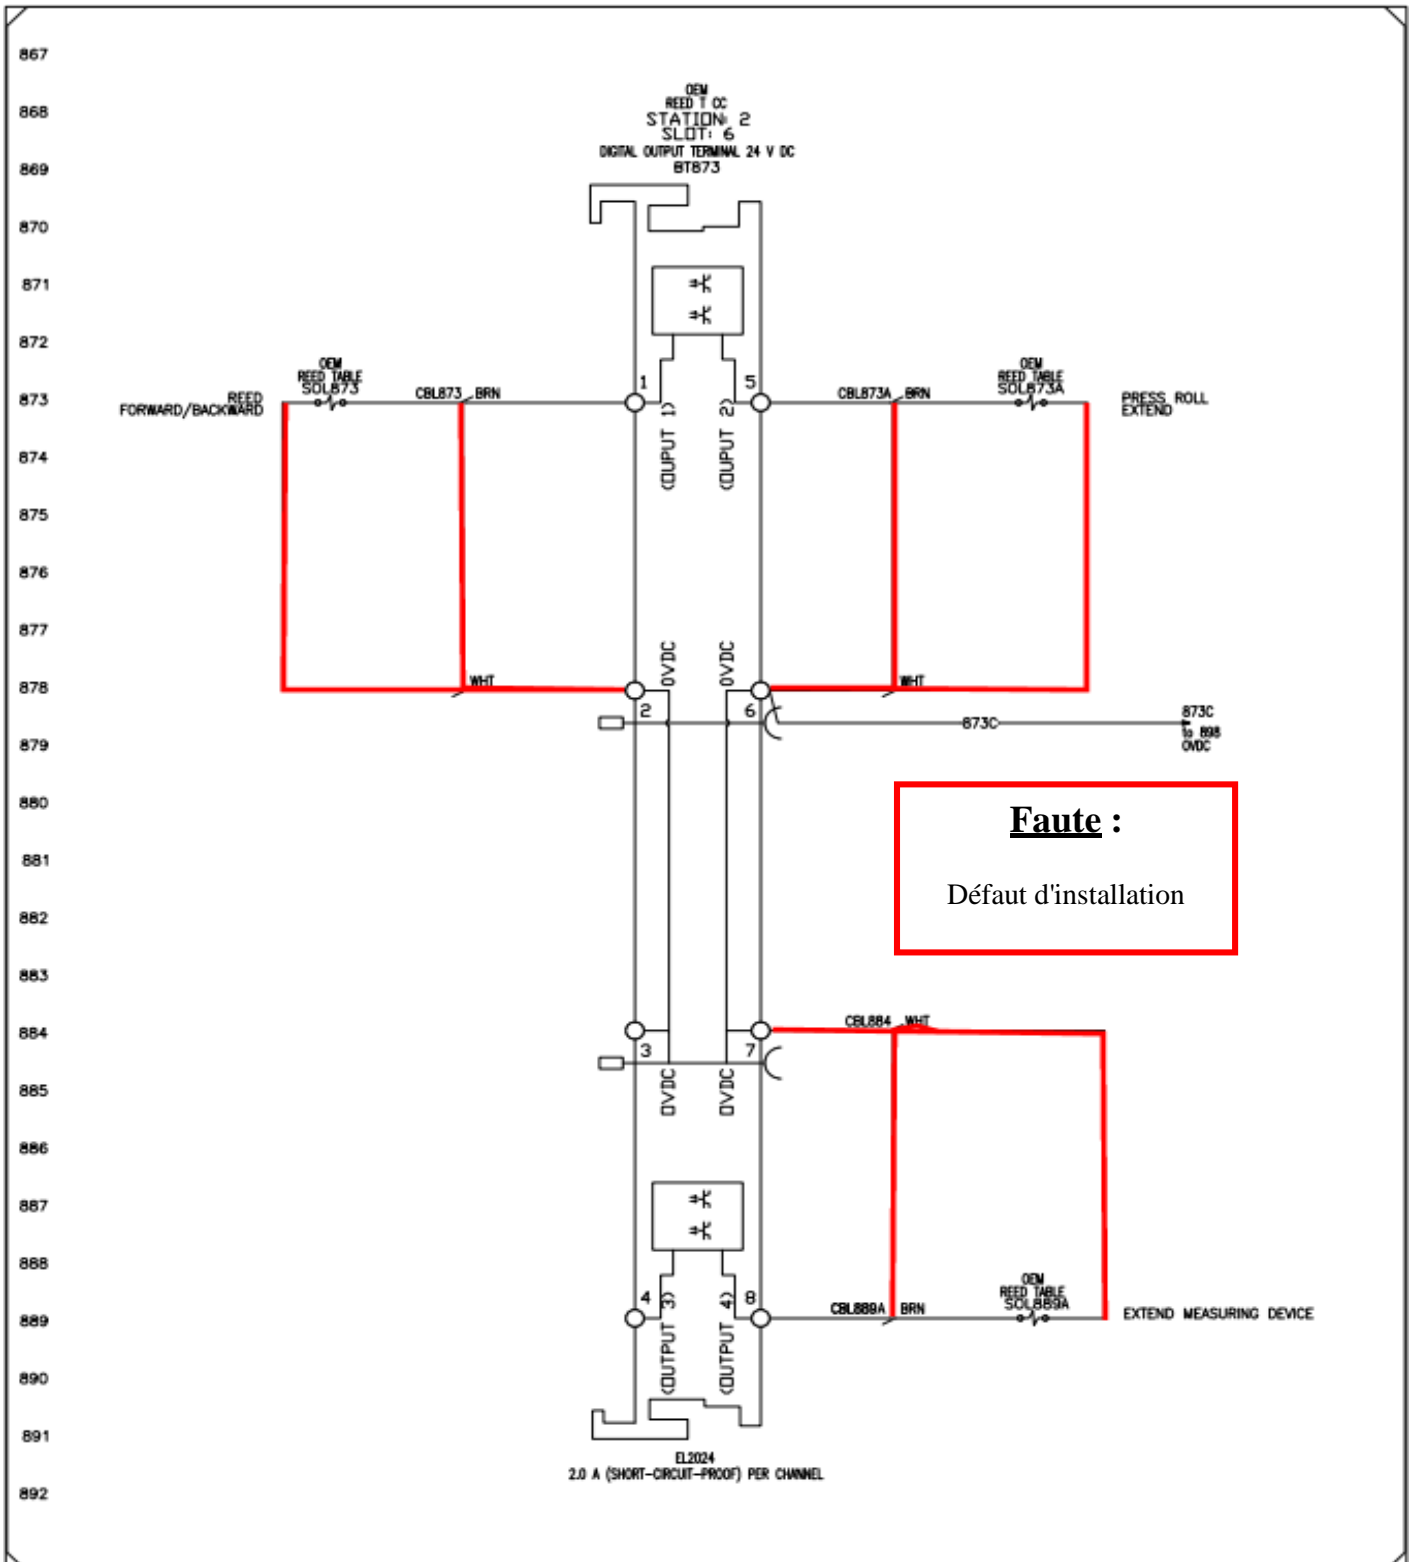 867
868
869
870
871
872
873
874
875
876
877
878
879
880
881
882
883
884
885
886
887
888
889
890
891
892
OEM
REED T CC
STATION: 2
SLOT: 6
DIGITAL OUTPUT TERMINAL 24 V DC
BT873
REED
FORWARD/BACKWARD
OEM
REED TABLE
SOL873
CBL873
BRN
1
(OUPUT 1)
5
(OUPUT 2)
CBL873A
BRN
OEM
REED TABLE
SOL873A
PRESS ROLL
EXTEND
WHT
0VDC
0VDC
WHT
2
6
873C
873C
to 898
0VDC
Faute :
Défaut d'installation
CBL884
WHT
3
7
0VDC
0VDC
4
(OUTPUT 3)
8
(OUTPUT 4)
CBL889A
BRN
OEM
REED TABLE
SOL889A
EXTEND MEASURING DEVICE
EL2024
2.0 A (SHORT-CIRCUIT-PROOF) PER CHANNEL